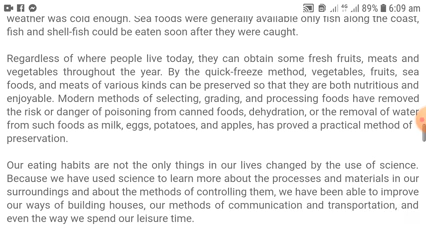 89% 6:09 am
weather was cold enough. Sea foods were generally available only fish along the coast,
fish and shell-fish could be eaten soon after they were caught.
Regardless of where people live today, they can obtain some fresh fruits, meats and
vegetables throughout the year. By the quick-freeze method, vegetables, fruits, sea
foods, and meats of various kinds can be preserved so that they are both nutritious and
enjoyable. Modern methods of selecting, grading, and processing foods have removed
the risk or danger of poisoning from canned foods, dehydration, or the removal of water
from such foods as milk, eggs, potatoes, and apples, has proved a practical method of
preservation.
Our eating habits are not the only things in our lives changed by the use of science.
Because we have used science to learn more about the processes and materials in our
surroundings and about the methods of controlling them, we have been able to improve
our ways of building houses, our methods of communication and transportation, and
even the way we spend our leisure time.